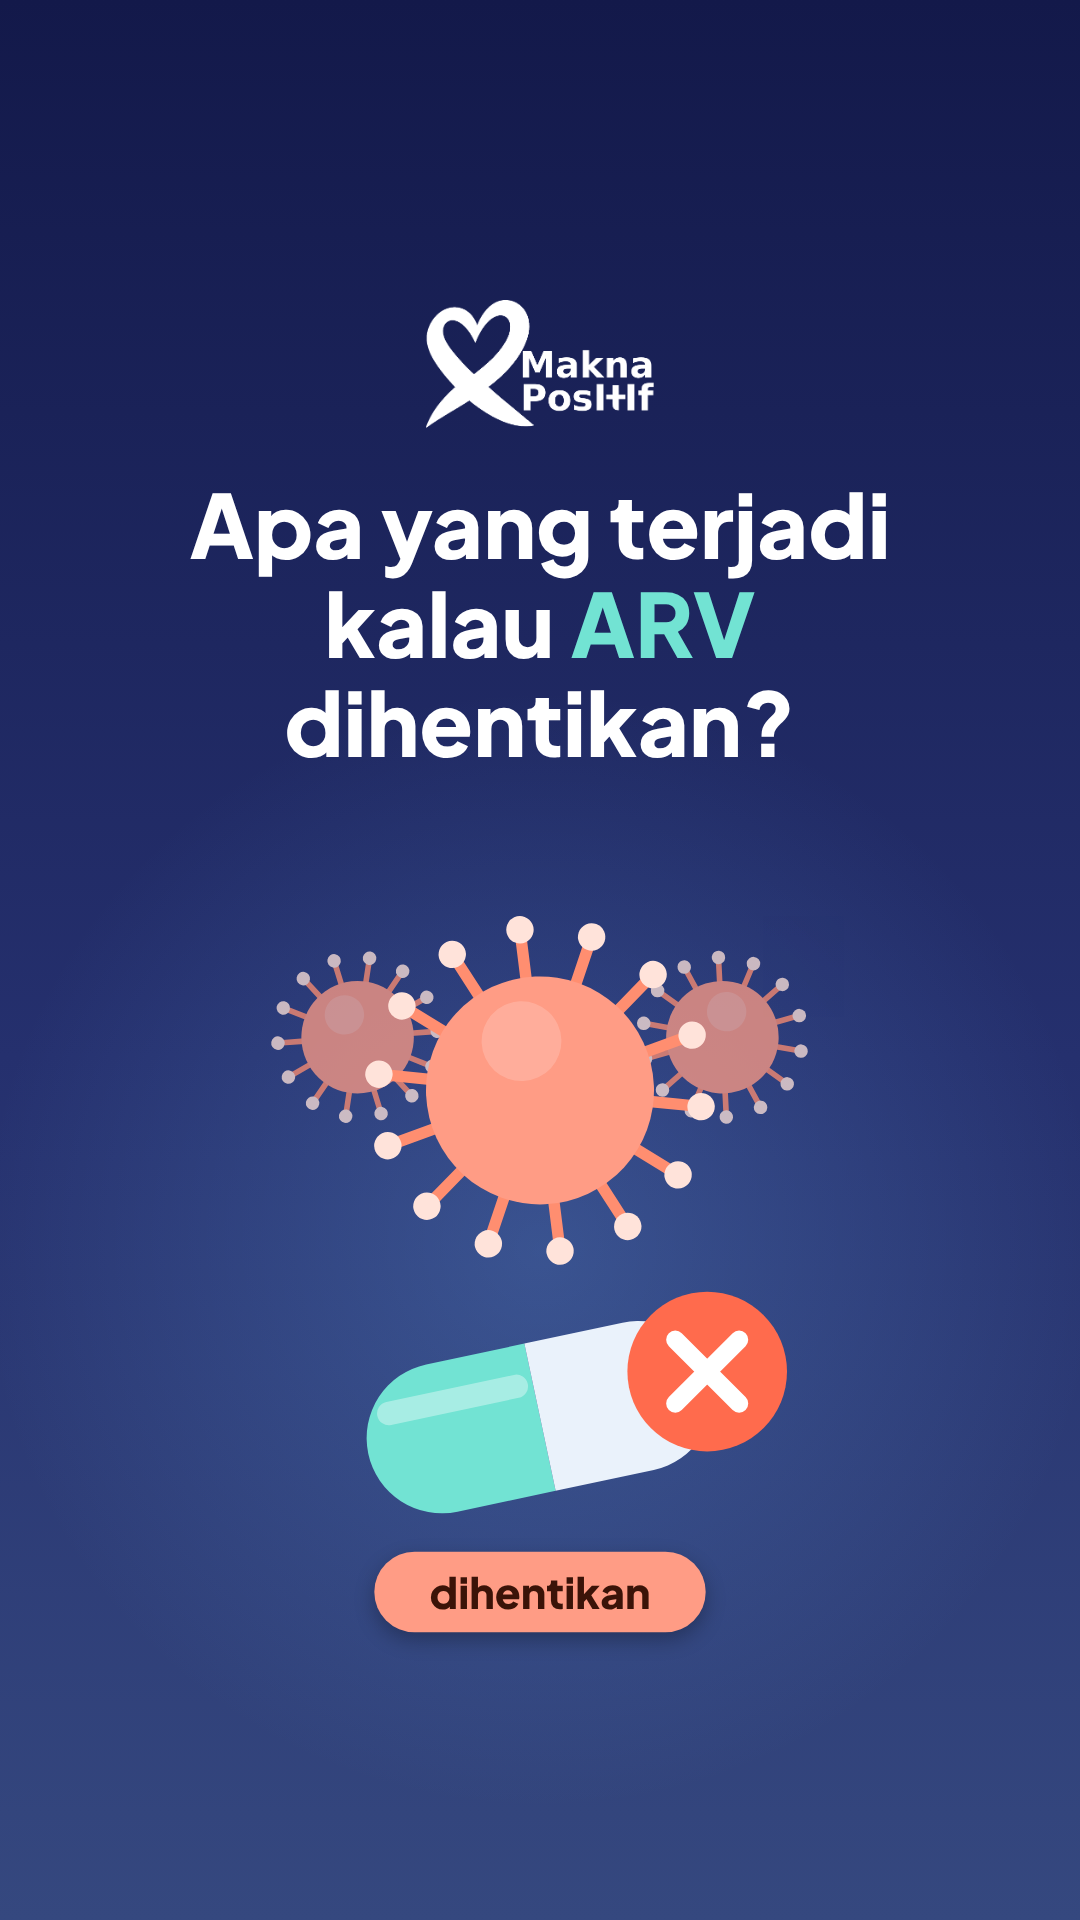 Makna
PosItIf
Apa yang terjadi
kalau ARV
dihentikan?
dihentikan